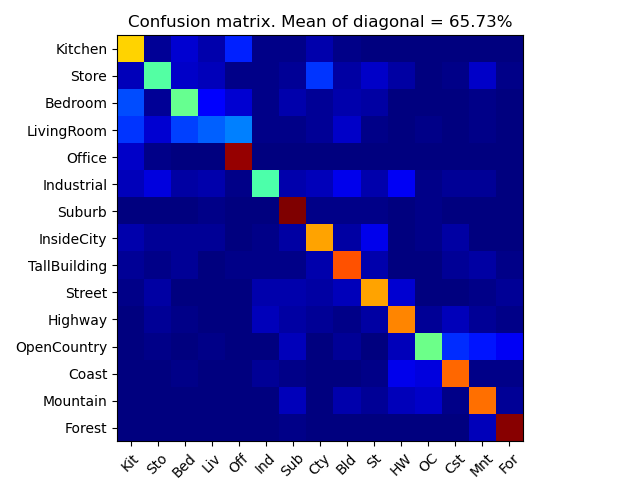 Confusion matrix. Mean of diagonal = 65.73%
Kitchen
Store
Bedroom
LivingRoom
Office
Industrial
Suburb
InsideCity
TallBuilding
Street
Highway
OpenCountry
Coast
Mountain
Forest
Kit Sto Bed Liv Off Ind Sub Cty Bld St HW OC Cst Mnt For